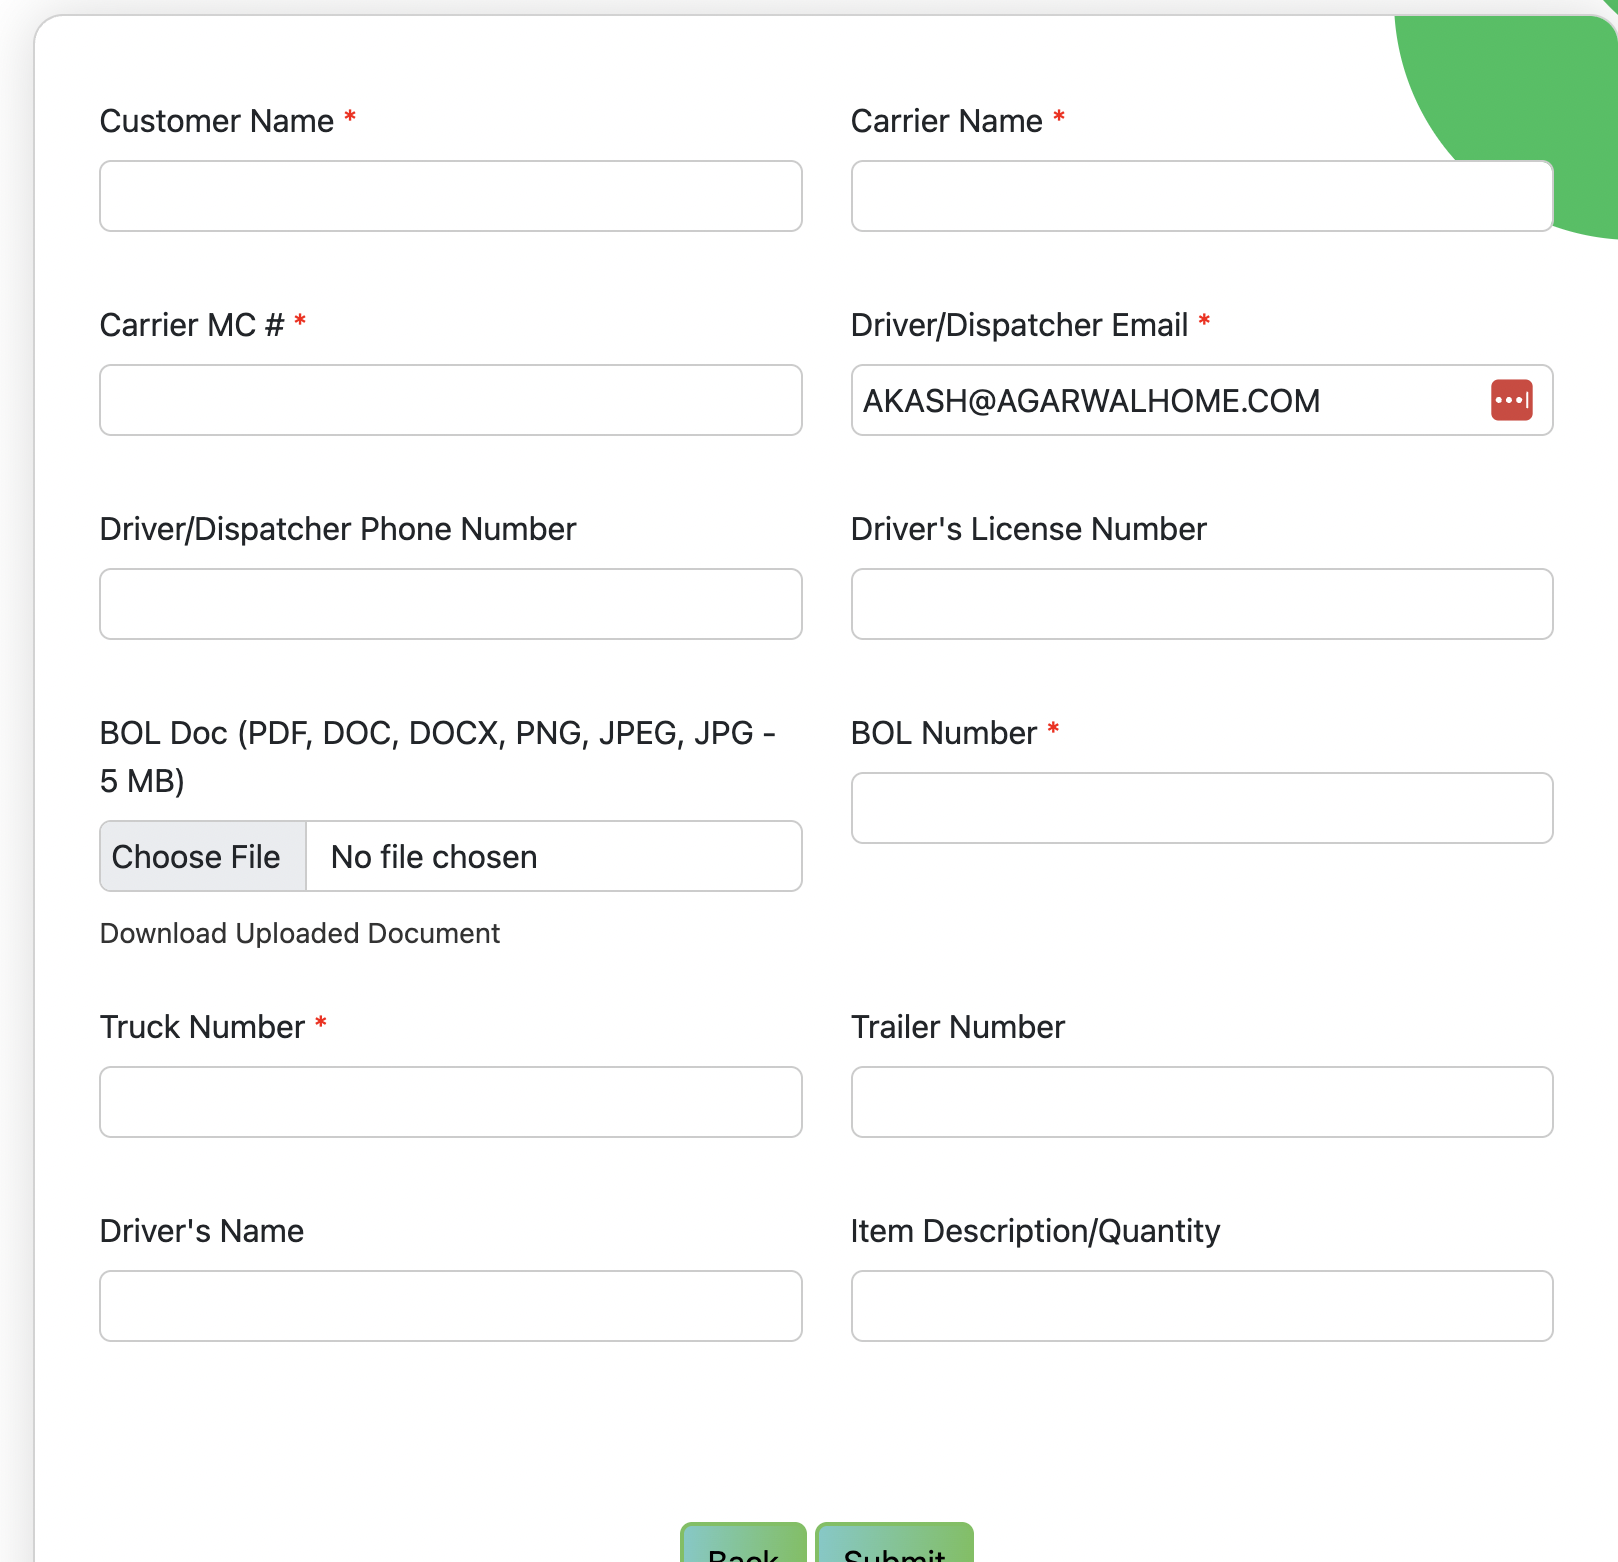 Customer Name *
Carrier Name *
Carrier MC # *
Driver/Dispatcher Email *
AKASH@AGARWALHOME.COM
Driver/Dispatcher Phone Number
Driver's License Number
BOL Doc (PDF, DOC, DOCX, PNG, JPEG, JPG -
5 MB)
BOL Number *
Choose File
No file chosen
Download Uploaded Document
Truck Number *
Trailer Number
Driver's Name
Item Description/Quantity
Back
Submit